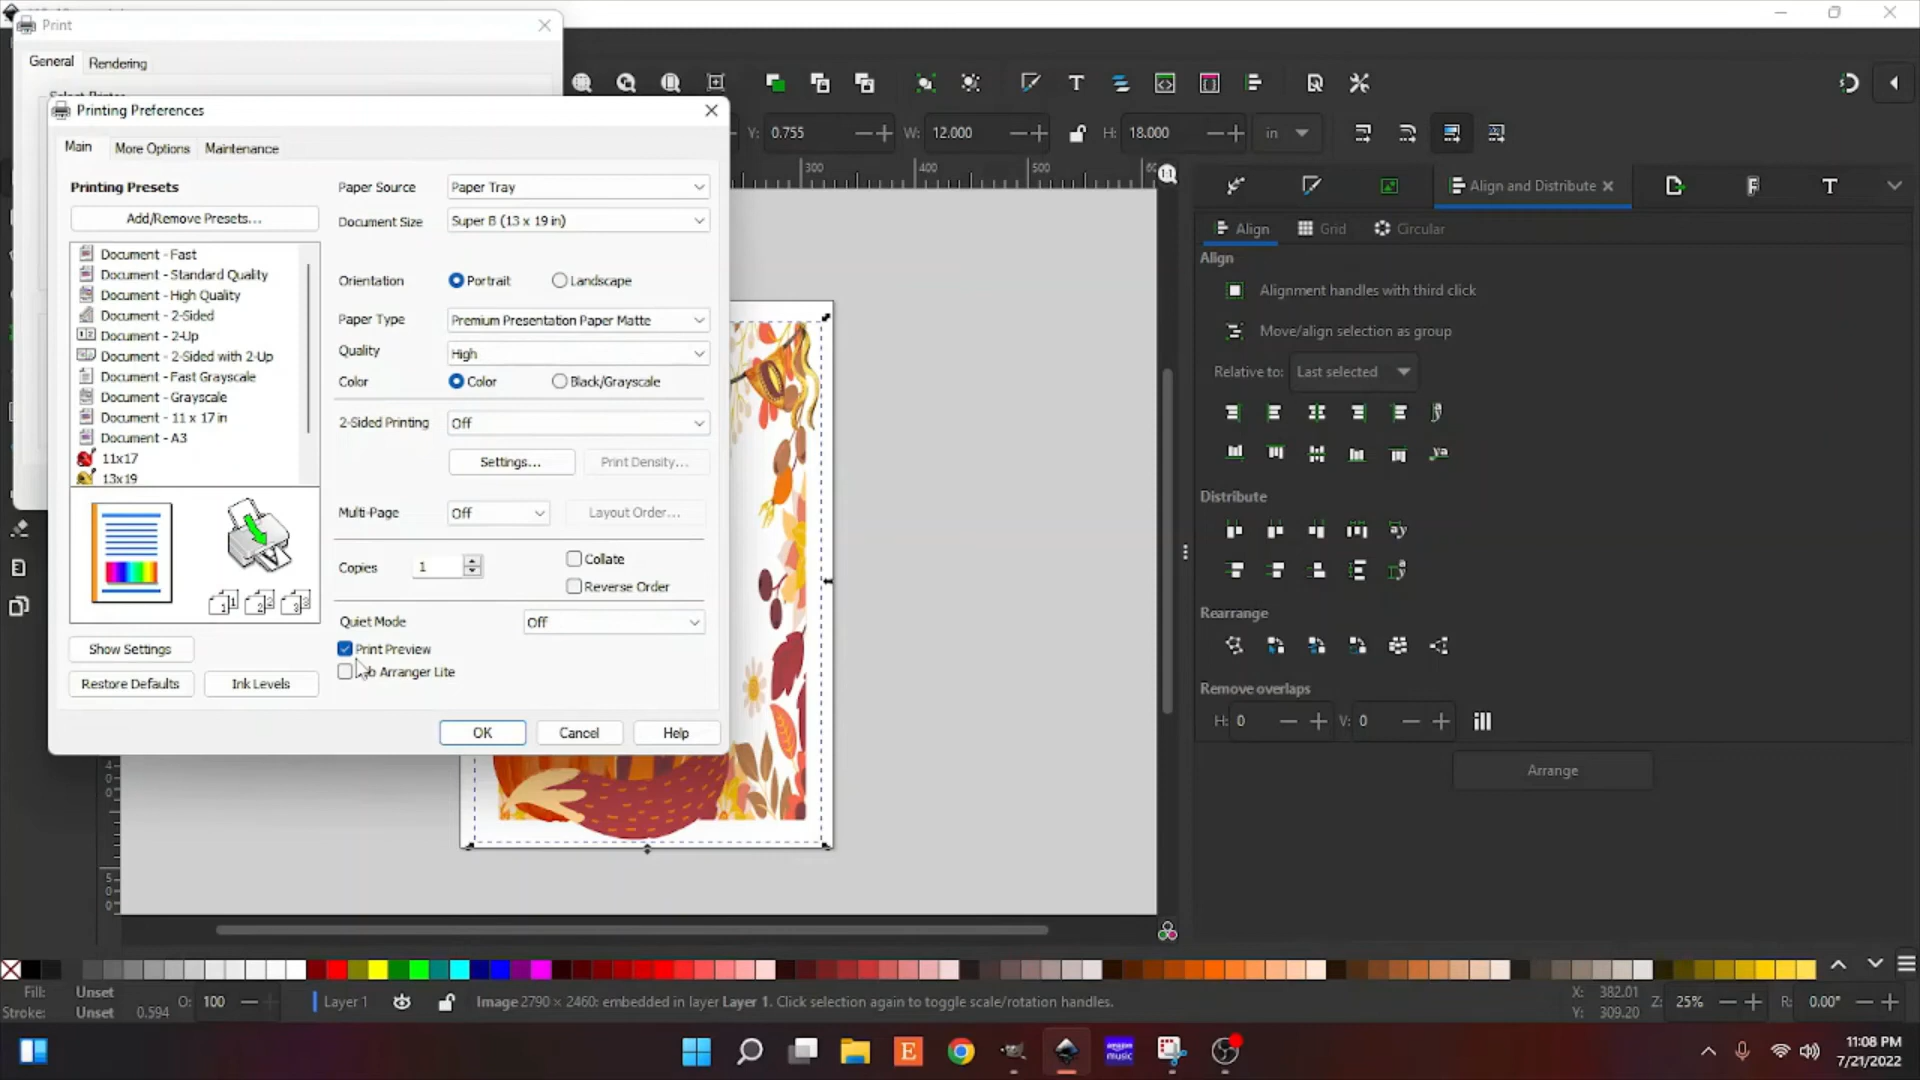 Print
General Rendering
Printing Preferences
Main More Options Maintenance
Printing Presets
Add/Remove Presets...
Document - Fast
Document - Standard Quality
Document - High Quality
Document - 2-Sided
Document - 2-Up
Document - 2-Sided with 2-Up
Document - Fast Grayscale
Document - Grayscale
Document - 11 x 17 in
Document - A3
11x17
13x19
Show Settings
Restore Defaults Ink Levels
Paper Source Paper Tray
Document Size Super B (13 x 19 in)
Orientation Portrait Landscape
Paper Type Premium Presentation Paper Matte
Quality High
Color Color Black/Grayscale
2-Sided Printing Off
Settings... Print Density...
Multi-Page Off Layout Order...
Copies 1 Collate
Reverse Order
Quiet Mode Off
Print Preview
Arranger Lite
OK Cancel Help
Y: 0.755 W: 12.000 H: 18.000 in
300 400 500
1:1
Align and Distribute
Align Grid Circular
Align
Alignment handles with third click
Move/align selection as group
Relative to: Last selected
Distribute
Rearrange
Remove overlaps
H: 0 V: 0
Arrange
Fill: Unset
Stroke: Unset 0.594
O: 100
Layer 1
Image 2790 × 2460: embedded in layer Layer 1. Click selection again to toggle scale/rotation handles.
X: 382.01
Y: 309.20
Z: 25% R: 0.00°
E
amazon music
11:08 PM
7/21/2022